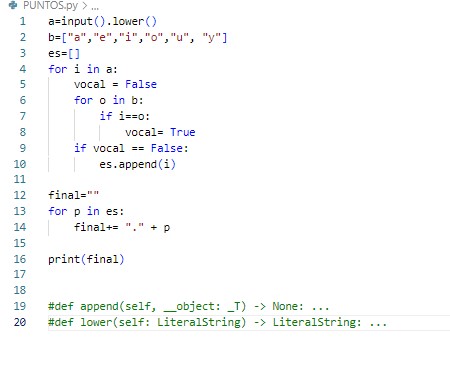 PUNTOS.py > ...
1 a=input().lower()
2 b=["a","e","i","o","u", "y"]
3 es=[]
4 for i in a:
5     vocal = False
6     for o in b:
7         if i==o:
8             vocal= True
9     if vocal == False:
10         es.append(i)
11
12 final=""
13 for p in es:
14     final+= "." + p
15
16 print(final)
17
18
19 #def append(self, __object: _T) -> None: ...
20 #def lower(self: LiteralString) -> LiteralString: ...